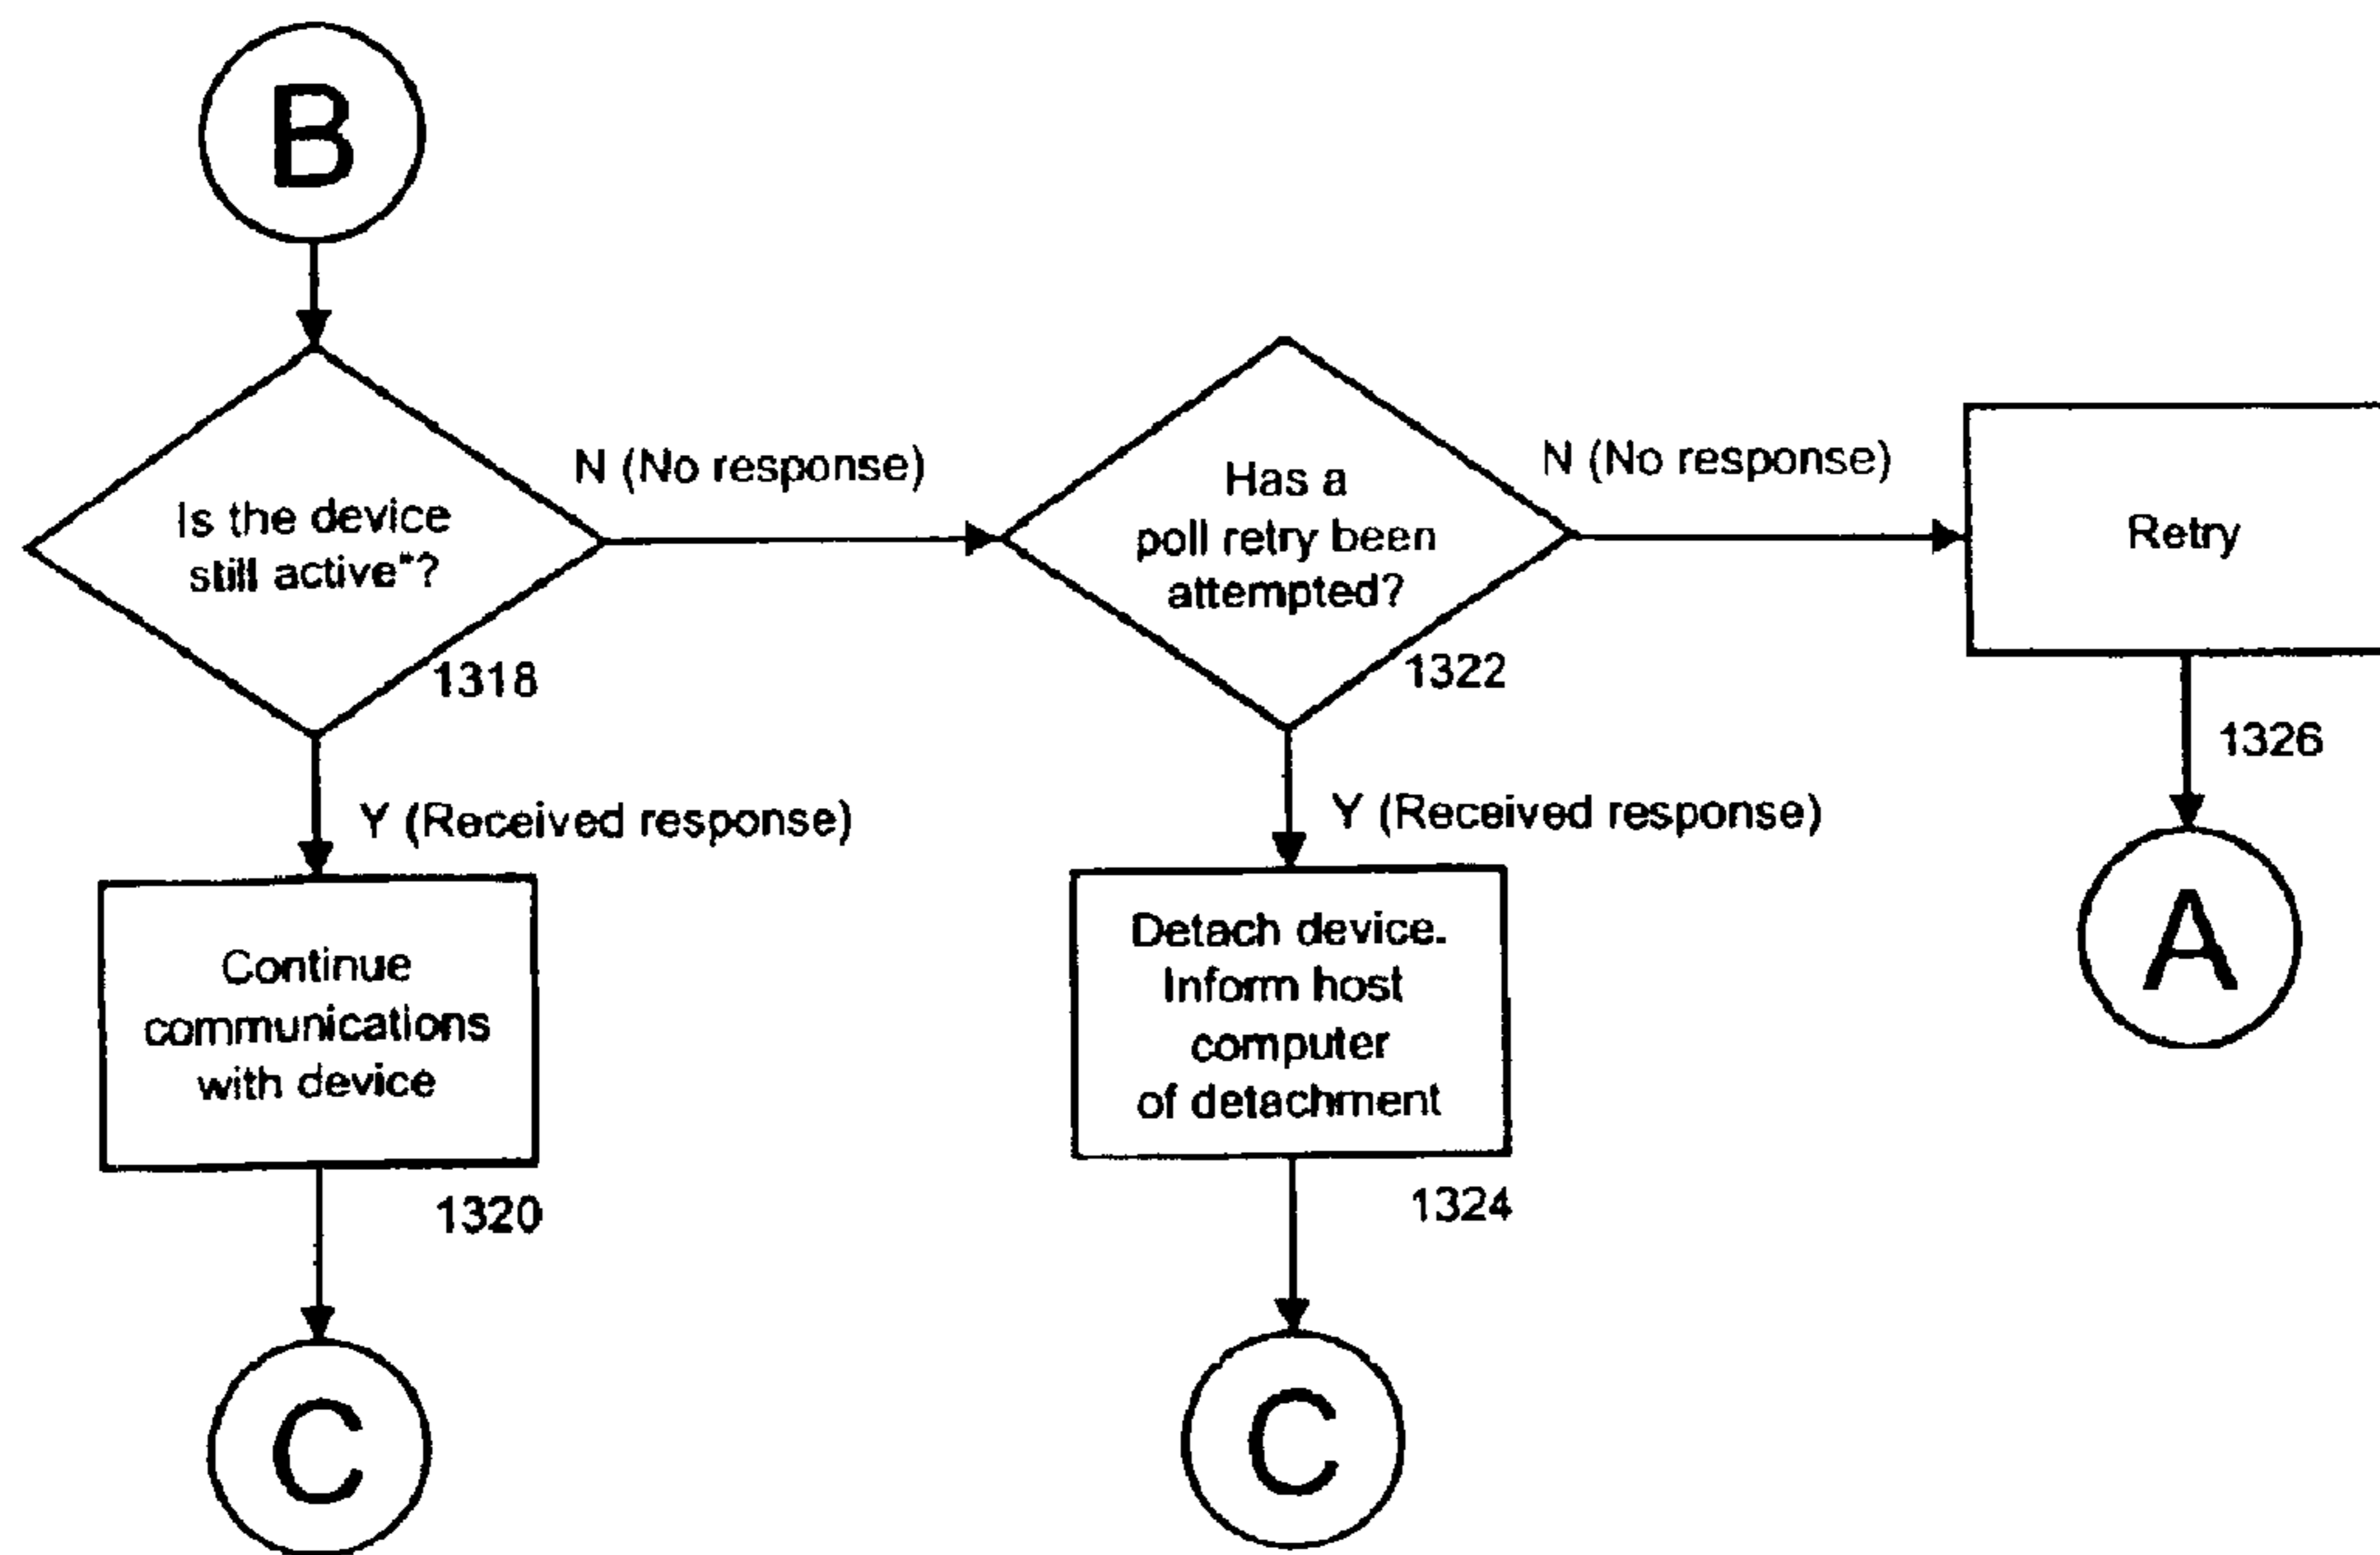 B
Is the device
still active*?
1318
N (No response)
Y (Received response)
Continue
communications
with device
1320
C
Has a
poll retry been
attempted?
1322
N (No response)
Y (Received response)
Detach device.
Inform host
computer
of detachment
1324
C
Retry
1326
A